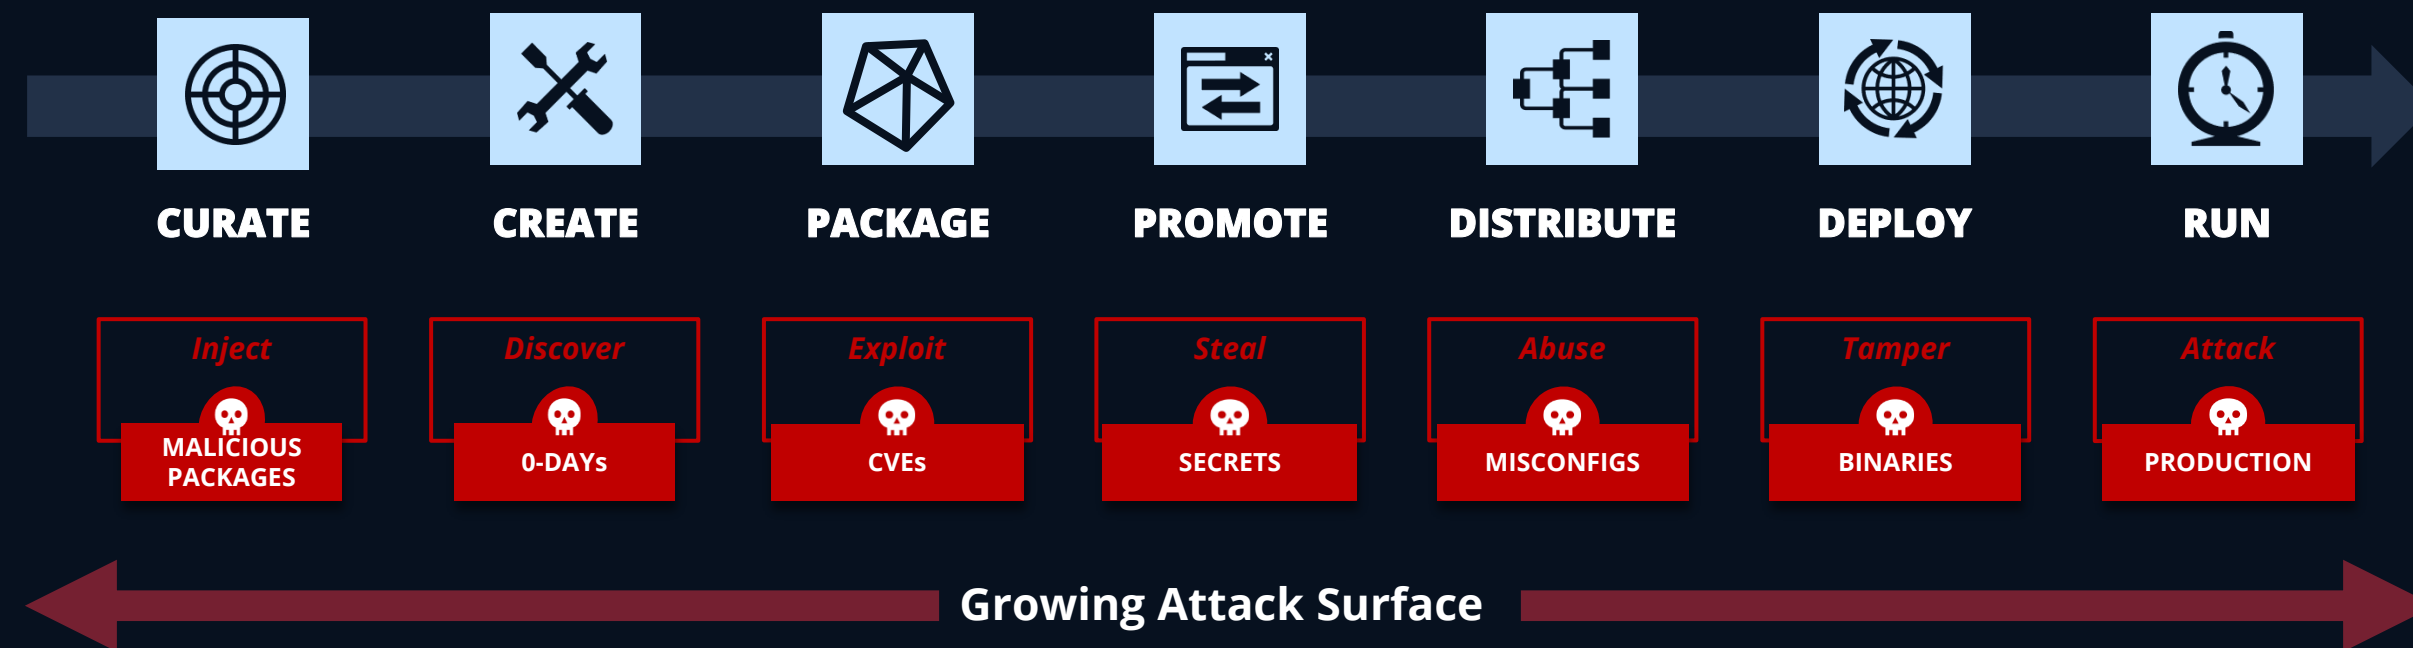 CURATE
CREATE
PACKAGE
PROMOTE
DISTRIBUTE
DEPLOY
RUN
Inject
MALICIOUS
PACKAGES
Discover
0-DAYs
Exploit
CVEs
Steal
SECRETS
Abuse
MISCONFIGS
Tamper
BINARIES
Attack
PRODUCTION
Growing Attack Surface